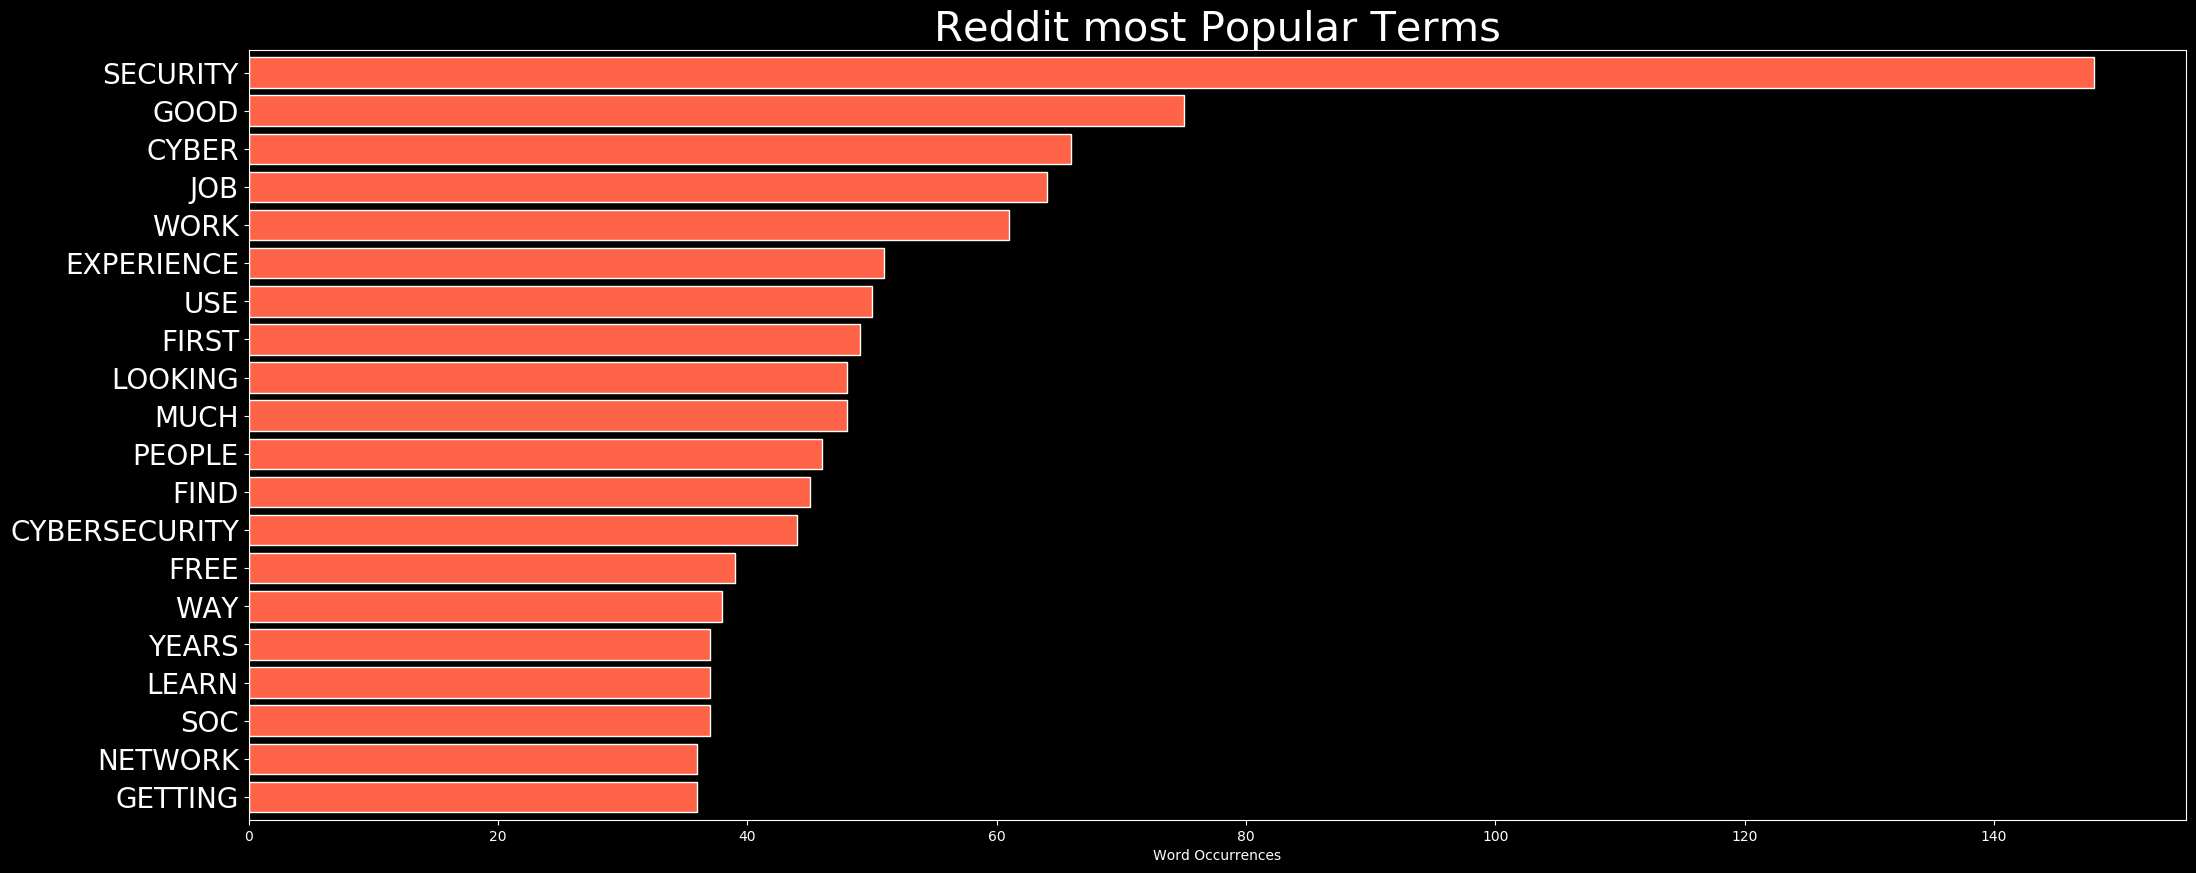 Reddit most Popular Terms
SECURITY
GOOD
CYBER
JOB
WORK
EXPERIENCE
USE
FIRST
LOOKING
MUCH
PEOPLE
FIND
CYBERSECURITY
FREE
WAY
YEARS
LEARN
SOC
NETWORK
GETTING
0 20 40 60 80 100 120 140
Word Occurrences